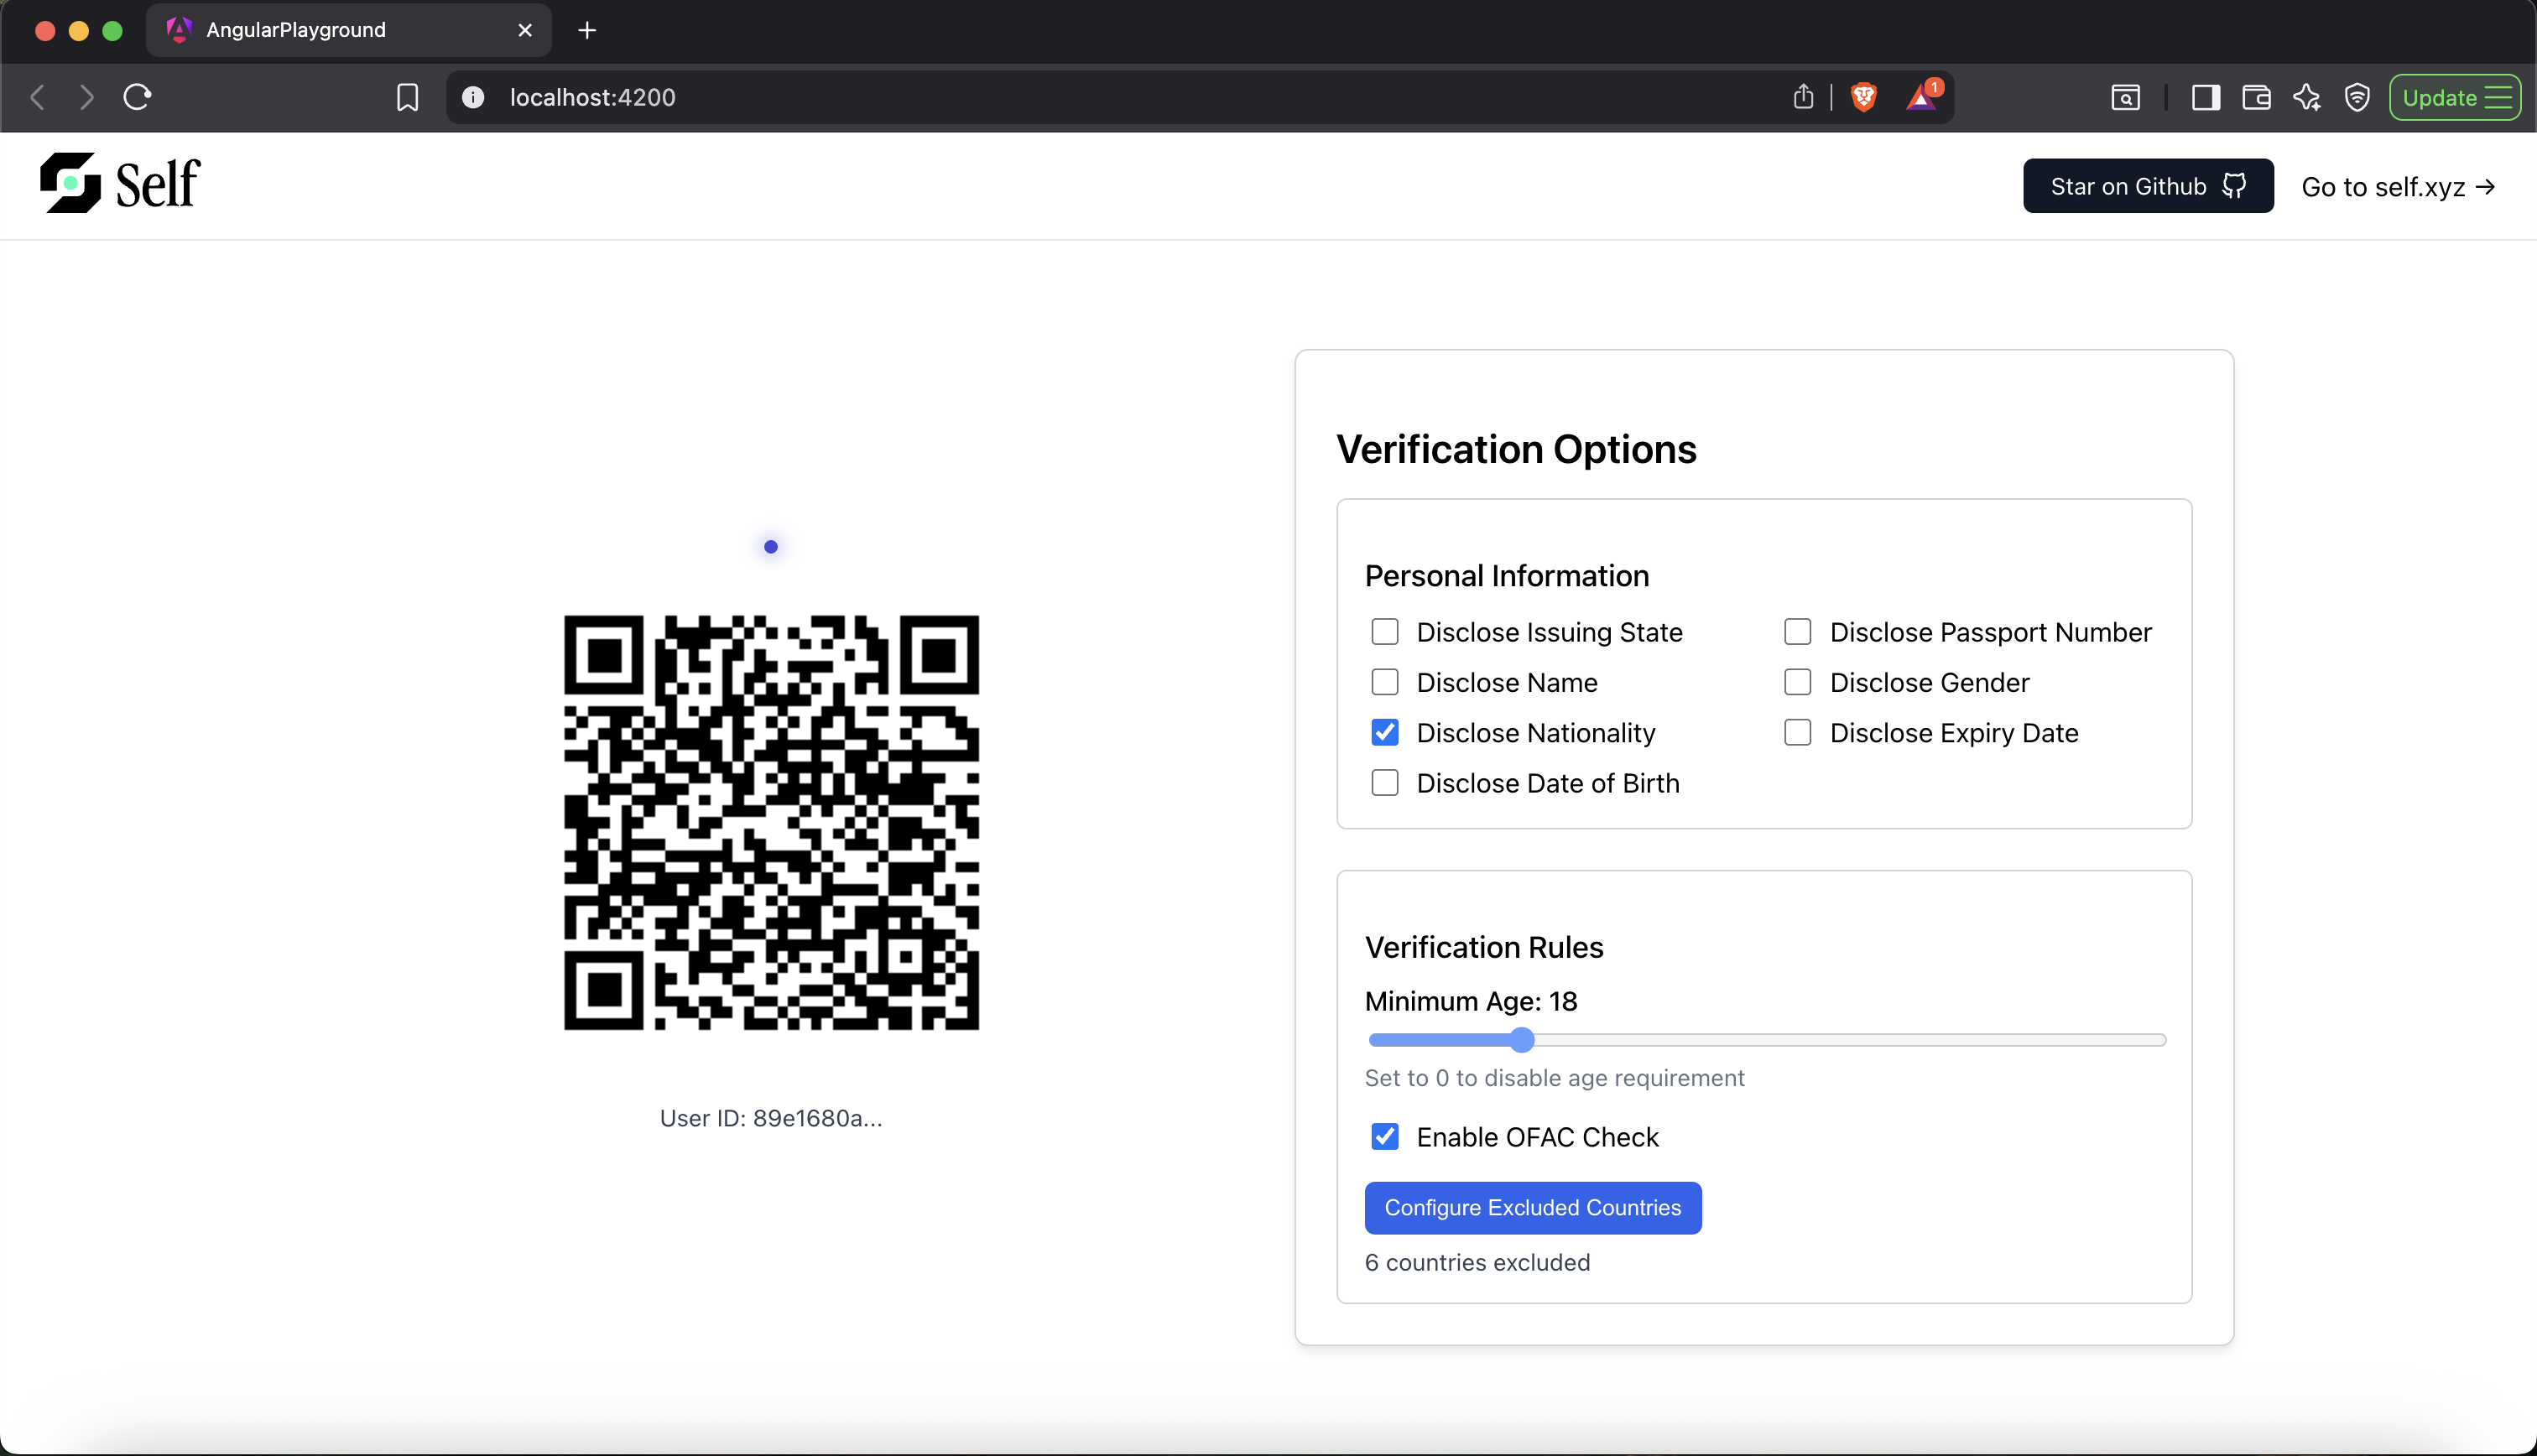 AngularPlayground
localhost:4200
1
Update
Self
Star on Github
Go to self.xyz →
Verification Options
Personal Information
Disclose Issuing State
Disclose Passport Number
Disclose Name
Disclose Gender
Disclose Nationality
Disclose Expiry Date
Disclose Date of Birth
Verification Rules
Minimum Age: 18
Set to 0 to disable age requirement
Enable OFAC Check
Configure Excluded Countries
6 countries excluded
User ID: 89e1680a...